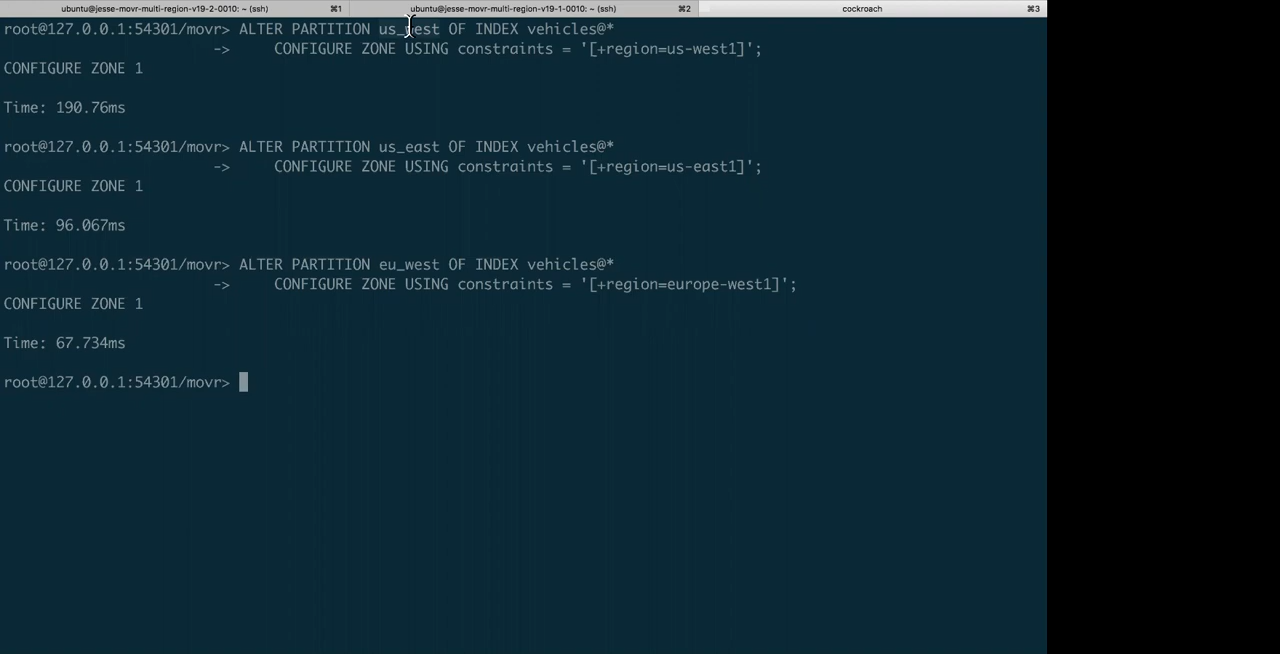 ubuntu@jesse-movr-multi-region-v19-2-0010: ~ (ssh) ⌘1 ubuntu@jesse-movr-multi-region-v19-1-0010: ~ (ssh) ⌘2 cockroach ⌘3
root@127.0.0.1:54301/movr> ALTER PARTITION us_west OF INDEX vehicles@*
-> CONFIGURE ZONE USING constraints = '[+region=us-west1]';
CONFIGURE ZONE 1
Time: 190.76ms
root@127.0.0.1:54301/movr> ALTER PARTITION us_east OF INDEX vehicles@*
-> CONFIGURE ZONE USING constraints = '[+region=us-east1]';
CONFIGURE ZONE 1
Time: 96.067ms
root@127.0.0.1:54301/movr> ALTER PARTITION eu_west OF INDEX vehicles@*
-> CONFIGURE ZONE USING constraints = '[+region=europe-west1]';
CONFIGURE ZONE 1
Time: 67.734ms
root@127.0.0.1:54301/movr>